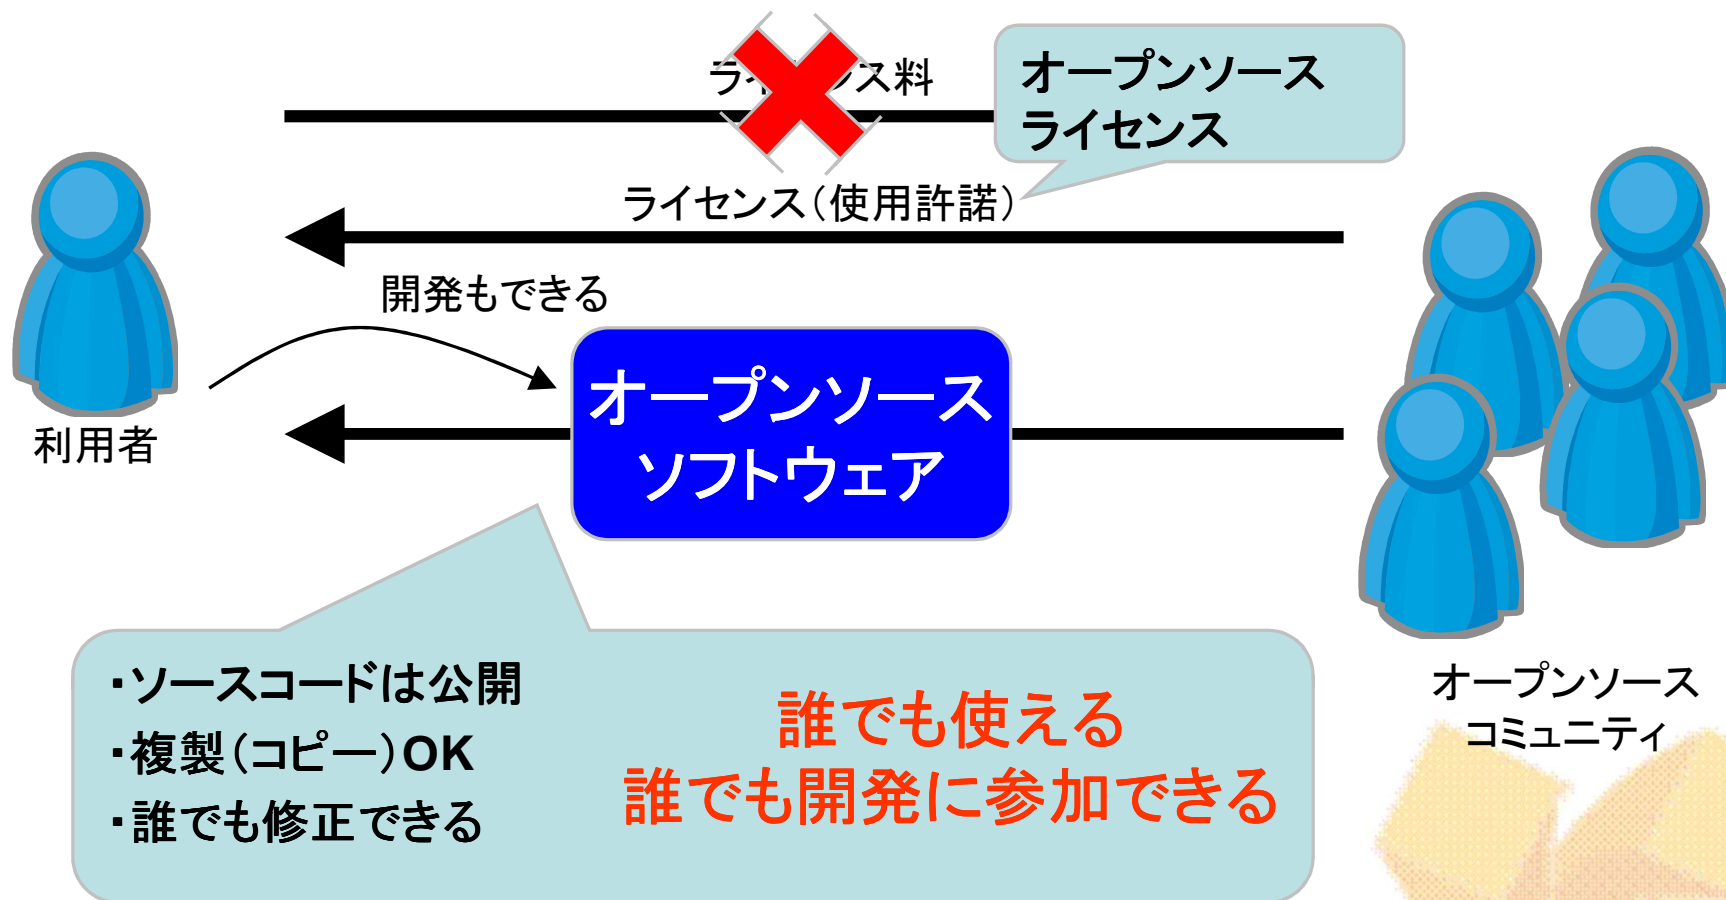 オープンソース
ライセンス
ライセンス(使用許諾)
開発もできる
オープンソース
ソフトウェア
利用者
・ソースコードは公開
・複製(コピー)OK
・誰でも修正できる
誰でも使える
誰でも開発に参加できる
オープンソース
コミュニティ